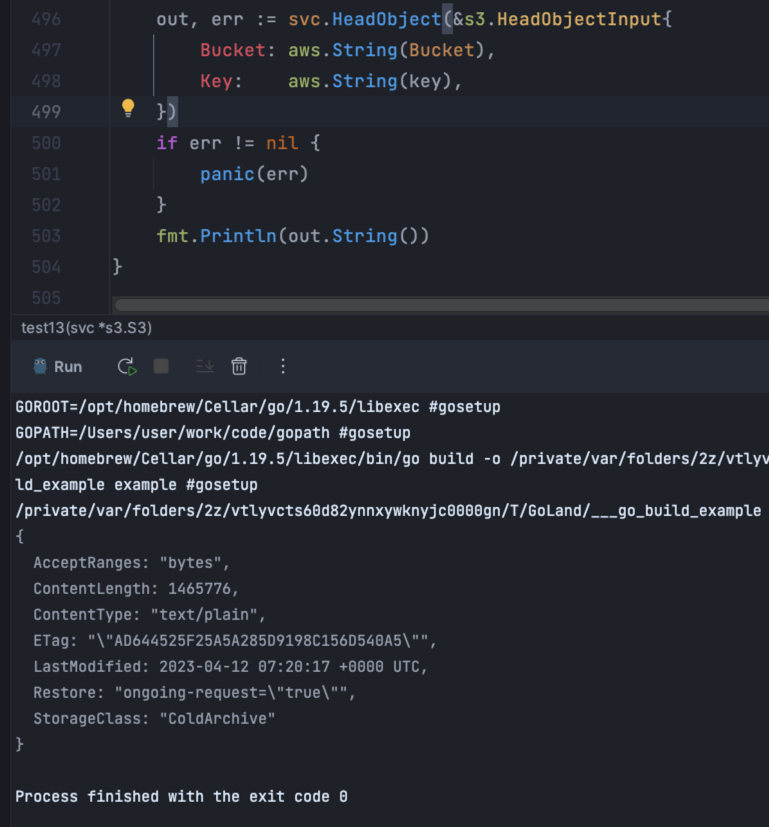 496 out, err := svc.HeadObject(&s3.HeadObjectInput{
497 Bucket: aws.String(Bucket),
498 Key: aws.String(key),
499 })
500 if err != nil {
501 panic(err)
502 }
503 fmt.Println(out.String())
504 }
505
test13(svc *s3.S3)
Run
GOROOT=/opt/homebrew/Cellar/go/1.19.5/libexec #gosetup
GOPATH=/Users/user/work/code/gopath #gosetup
/opt/homebrew/Cellar/go/1.19.5/libexec/bin/go build -o /private/var/folders/2z/vtlyv
ld_example example #gosetup
/private/var/folders/2z/vtlyvcts60d82ynnxywknyjc0000gn/T/GoLand/___go_build_example
{
AcceptRanges: "bytes",
ContentLength: 1465776,
ContentType: "text/plain",
ETag: "\"AD644525F25A5A285D9198C156D540A5\"",
LastModified: 2023-04-12 07:20:17 +0000 UTC,
Restore: "ongoing-request=\"true\"",
StorageClass: "ColdArchive"
}
Process finished with the exit code 0